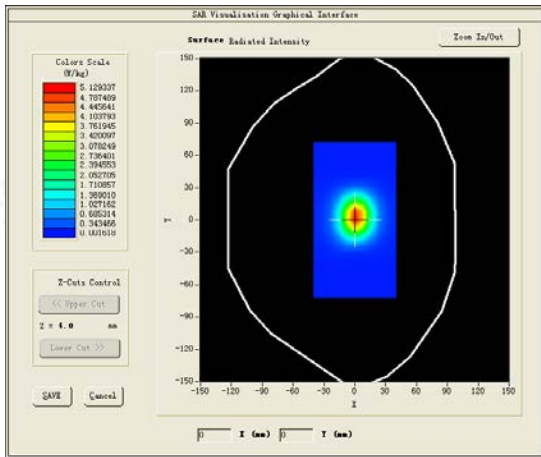 SAR Visualisation Graphical Interface
Surface Radiated Intensity
Zoom In/Out
Colors Scale
(W/kg)
5.129337
4.787489
4.445641
4.103793
3.761945
3.420097
3.078249
2.736401
2.394553
2.052705
1.710857
1.369010
1.027162
0.685314
0.343466
0.001618
150
120
90
60
30
0
-30
-60
-90
-120
-150
Y
-150 -120 -90 -60 -30 0 30 60 90 120 150
X
Z-Cuts Control
<< Upper Cut
Z = 4.0 mm
Lower Cut >>
SAVE Cancel
0 X (mm) 0 Y (mm)